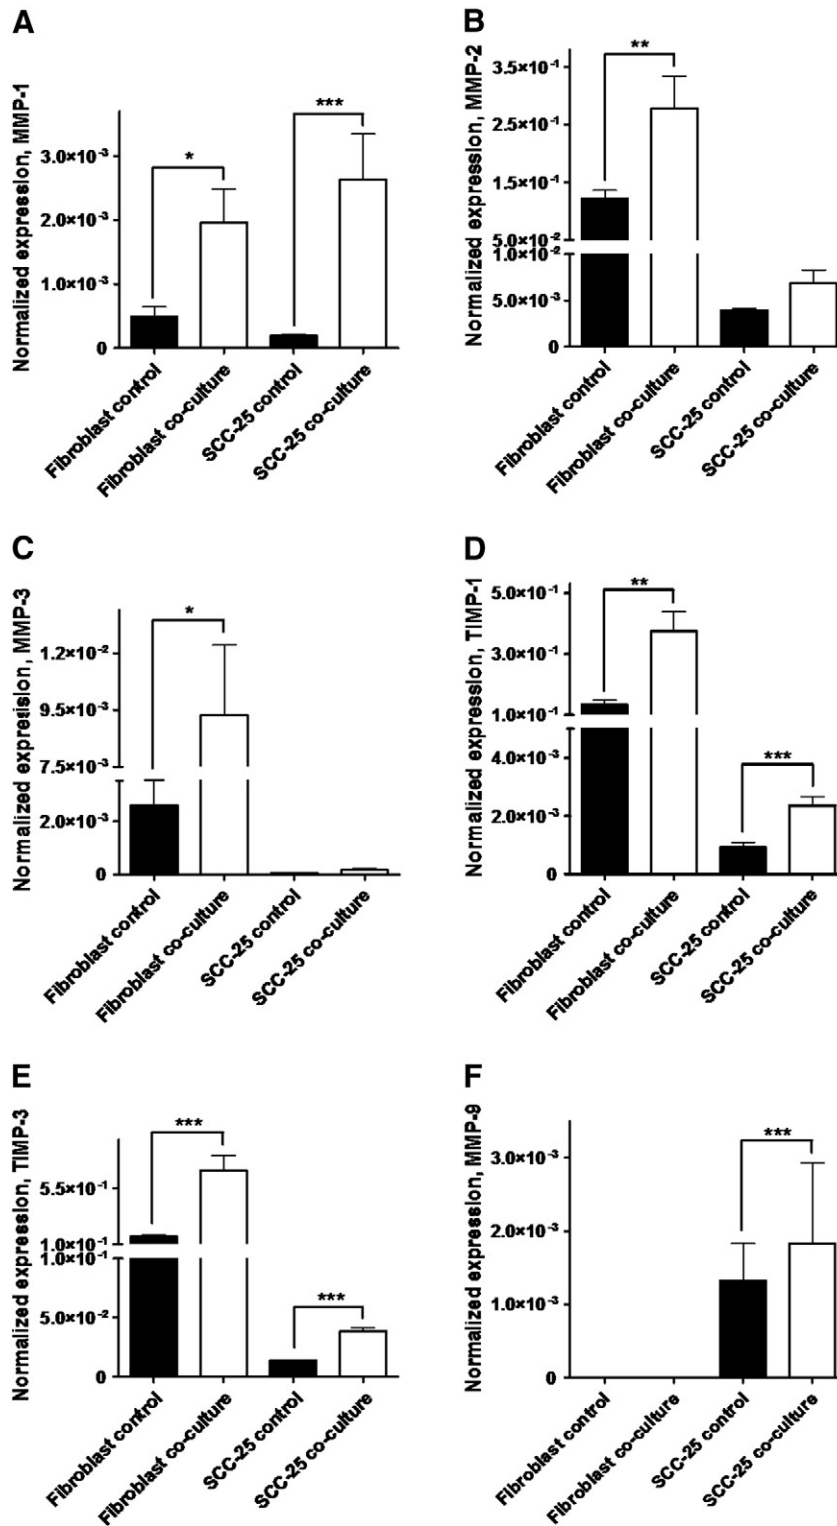 A
Normalized expression, MMP-1
3.0×10⁻³
2.0×10⁻³
1.0×10⁻³
0
*
***
Fibroblast control
Fibroblast co-culture
SCC-25 control
SCC-25 co-culture
B
Normalized expression, MMP-2
3.5×10⁻¹
2.5×10⁻¹
1.5×10⁻¹
5.0×10⁻²
1.0×10⁻²
5.0×10⁻³
0
**
Fibroblast control
Fibroblast co-culture
SCC-25 control
SCC-25 co-culture
C
Normalized expression, MMP-3
1.2×10⁻²
9.5×10⁻³
7.5×10⁻³
2.0×10⁻³
0
*
Fibroblast control
Fibroblast co-culture
SCC-25 control
SCC-25 co-culture
D
Normalized expression, TIMP-1
5.0×10⁻¹
3.0×10⁻¹
1.0×10⁻¹
4.0×10⁻³
2.0×10⁻³
0
**
***
Fibroblast control
Fibroblast co-culture
SCC-25 control
SCC-25 co-culture
E
Normalized expression, TIMP-3
5.5×10⁻¹
1.0×10⁻¹
1.0×10⁻¹
5.0×10⁻²
0
***
***
Fibroblast control
Fibroblast co-culture
SCC-25 control
SCC-25 co-culture
F
Normalized expression, MMP-9
3.0×10⁻³
2.0×10⁻³
1.0×10⁻³
0
***
Fibroblast control
Fibroblast co-culture
SCC-25 control
SCC-25 co-culture